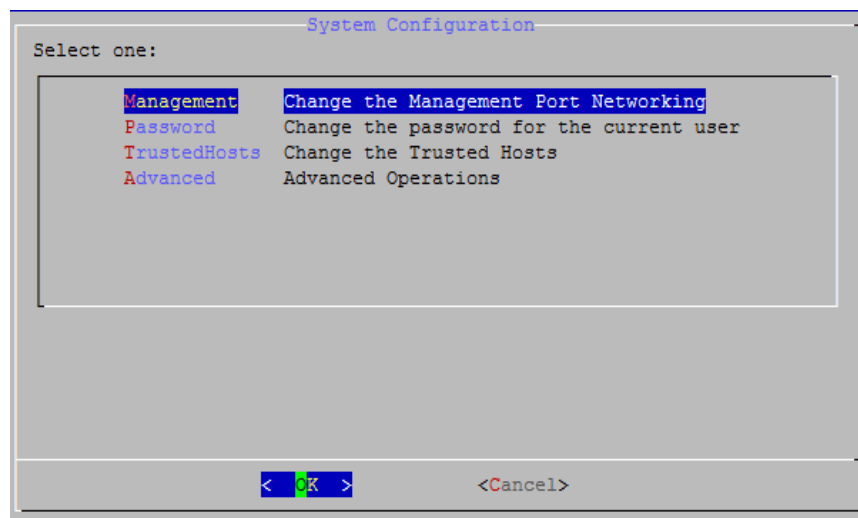 System Configuration
Select one:
Management Change the Management Port Networking
Password Change the password for the current user
TrustedHosts Change the Trusted Hosts
Advanced Advanced Operations
< OK > <Cancel>